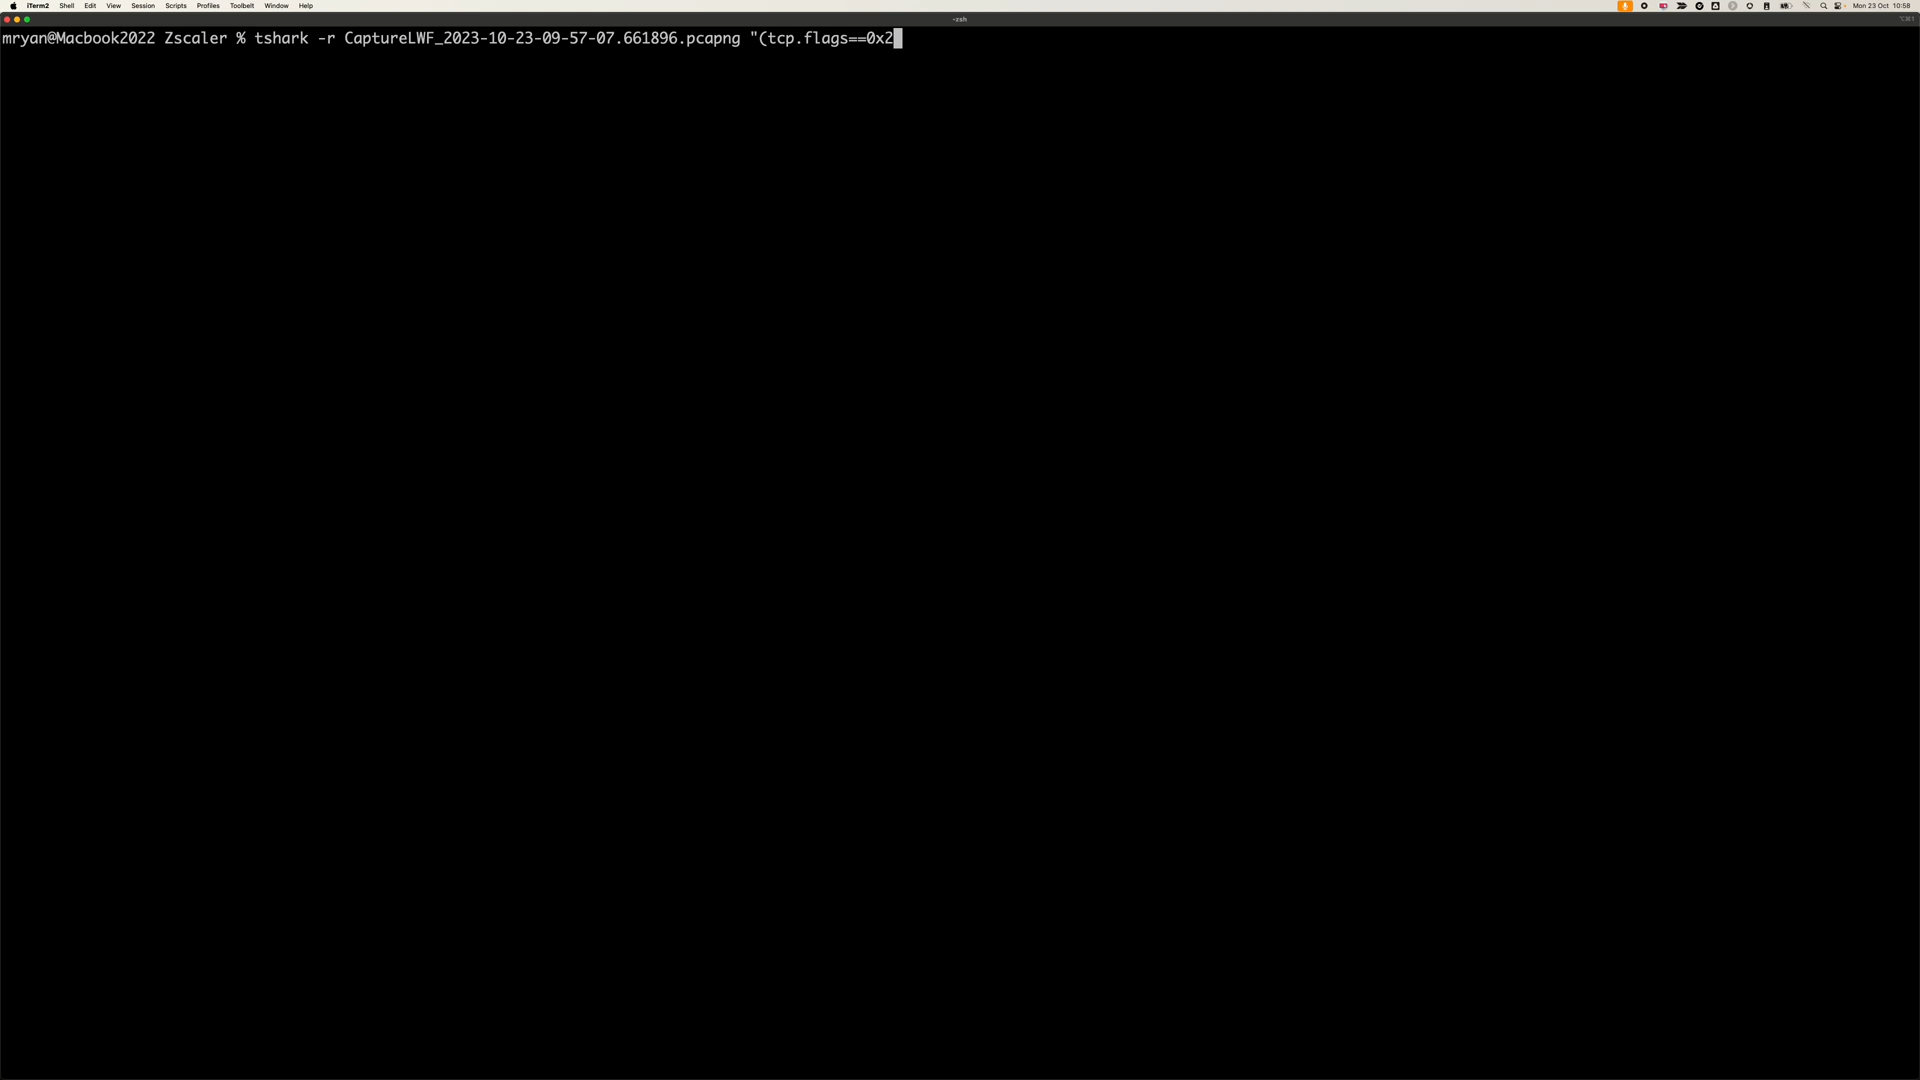 iTerm2 Shell Edit View Session Scripts Profiles Toolbelt Window Help Mon 23 Oct 10:58
-zsh ⌥⌘1
mryan@Macbook2022 Zscaler % tshark -r CaptureLWF_2023-10-23-09-57-07.661896.pcapng "(tcp.flags==0x2